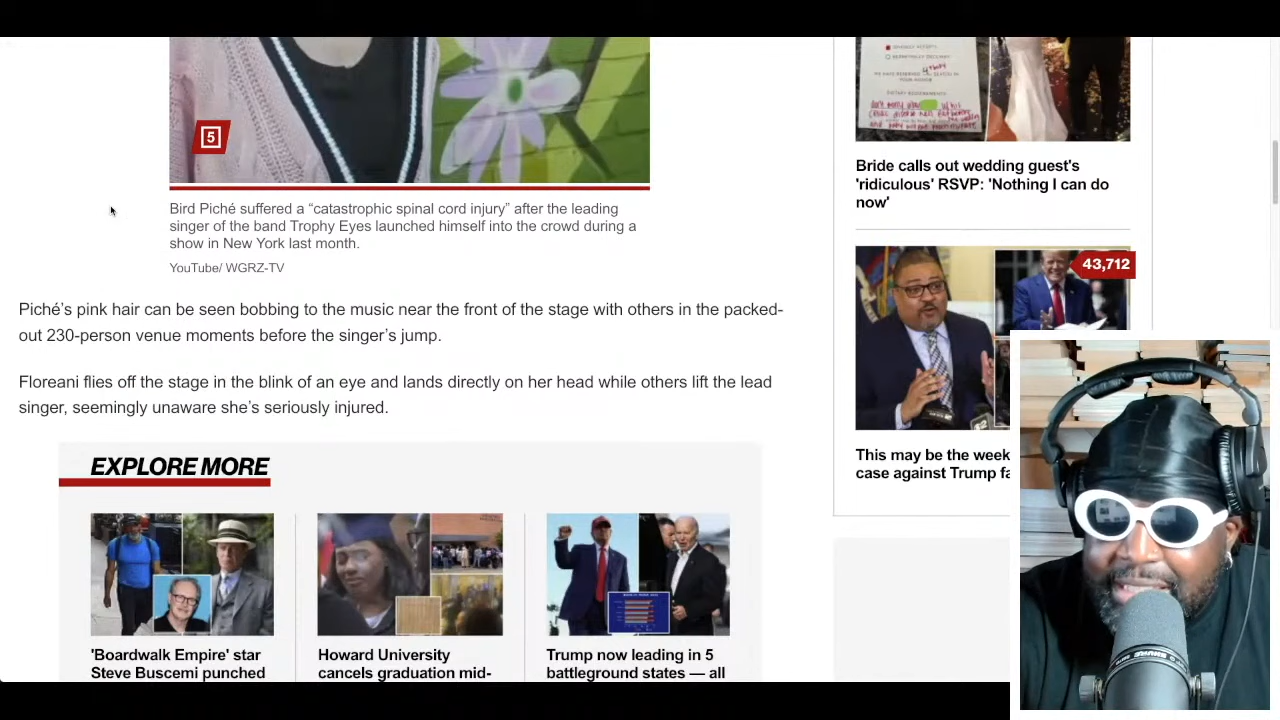 5
Bird Piché suffered a “catastrophic spinal cord injury” after the leading
singer of the band Trophy Eyes launched himself into the crowd during a
show in New York last month.
YouTube/ WGRZ-TV
Piché’s pink hair can be seen bobbing to the music near the front of the stage with others in the packed-
out 230-person venue moments before the singer’s jump.
Floreani flies off the stage in the blink of an eye and lands directly on her head while others lift the lead
singer, seemingly unaware she’s seriously injured.
EXPLORE MORE
'Boardwalk Empire' star
Steve Buscemi punched
Howard University
cancels graduation mid-
Trump now leading in 5
battleground states — all
Bride calls out wedding guest's
'ridiculous' RSVP: 'Nothing I can do
now'
43,712
This may be the week
case against Trump fa